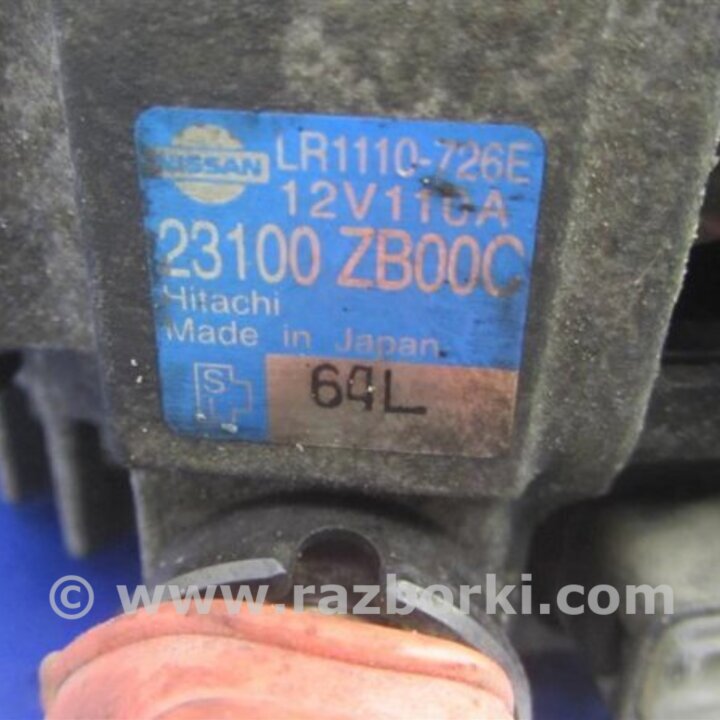 NISSAN LR1110-726E
12V110A
23100 ZB00C
Hitachi
Made in Japan
S L 64L
© www.razborki.com